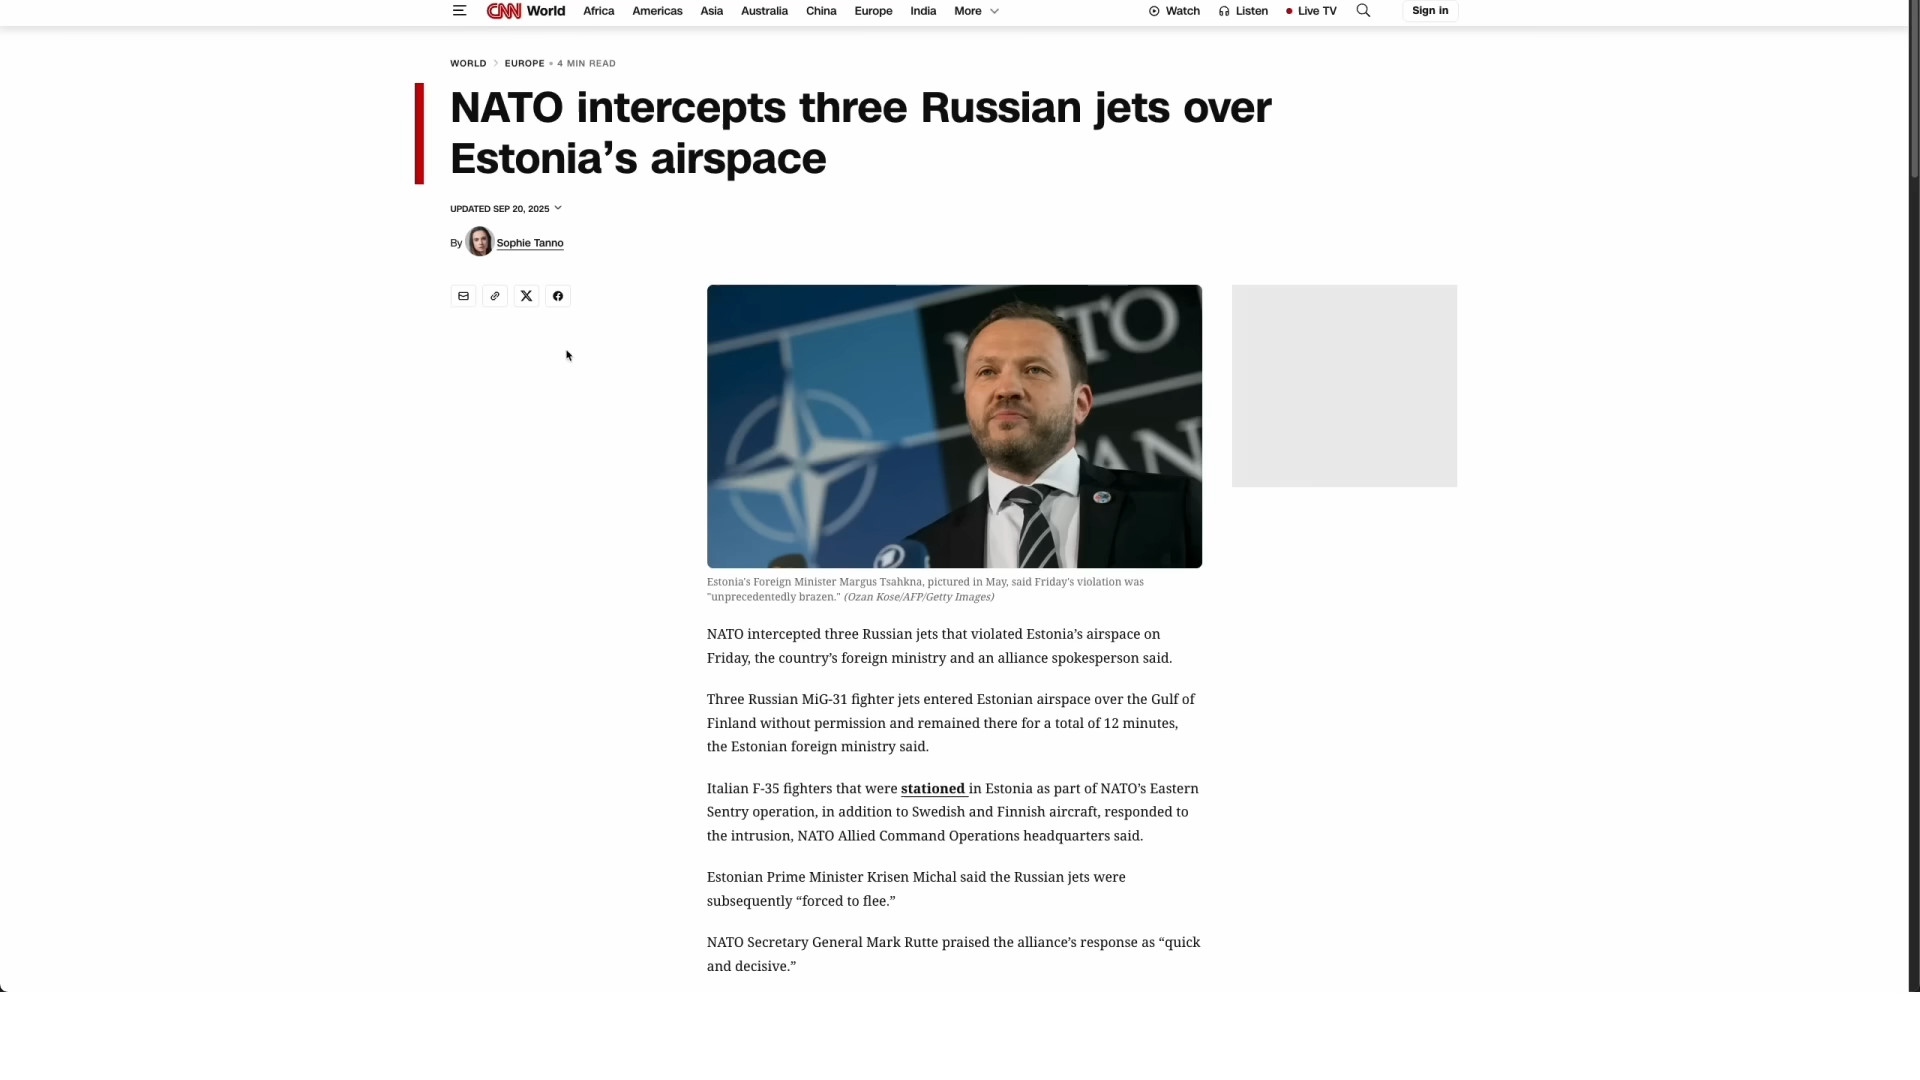 CNN World Africa Americas Asia Australia China Europe India More Watch Listen Live TV Sign in
WORLD > EUROPE • 4 MIN READ
NATO intercepts three Russian jets over
Estonia’s airspace
UPDATED SEP 20, 2025
By Sophie Tanno
NATO
Estonia's Foreign Minister Margus Tsahkna, pictured in May, said Friday's violation was
"unprecedentedly brazen." (Ozan Kose/AFP/Getty Images)
NATO intercepted three Russian jets that violated Estonia’s airspace on
Friday, the country’s foreign ministry and an alliance spokesperson said.
Three Russian MiG-31 fighter jets entered Estonian airspace over the Gulf of
Finland without permission and remained there for a total of 12 minutes,
the Estonian foreign ministry said.
Italian F-35 fighters that were stationed in Estonia as part of NATO’s Eastern
Sentry operation, in addition to Swedish and Finnish aircraft, responded to
the intrusion, NATO Allied Command Operations headquarters said.
Estonian Prime Minister Krisen Michal said the Russian jets were
subsequently “forced to flee.”
NATO Secretary General Mark Rutte praised the alliance’s response as “quick
and decisive.”